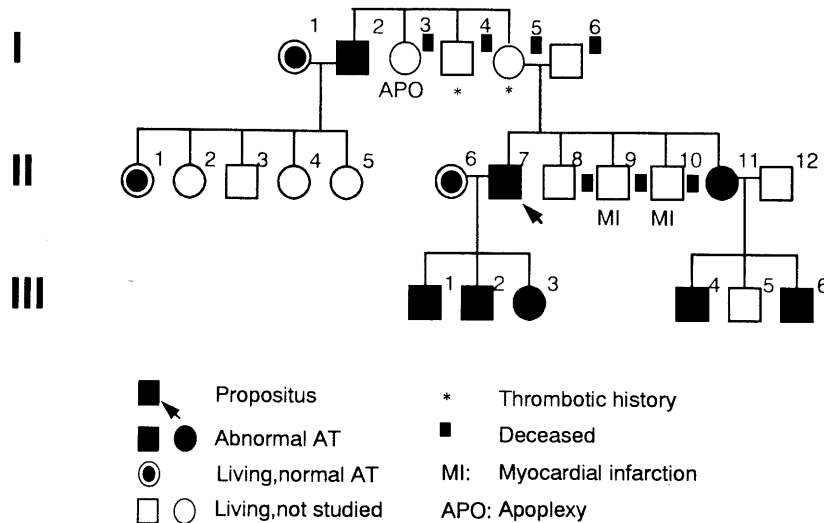 I
1 2 3 4 5 6
APO * *
II
1 2 3 4 5 6 7 8 9 10 11 12
MI MI
III
1 2 3 4 5 6
Propositus
* Thrombotic history
Abnormal AT
Deceased
Living,normal AT
MI: Myocardial infarction
Living,not studied
APO: Apoplexy